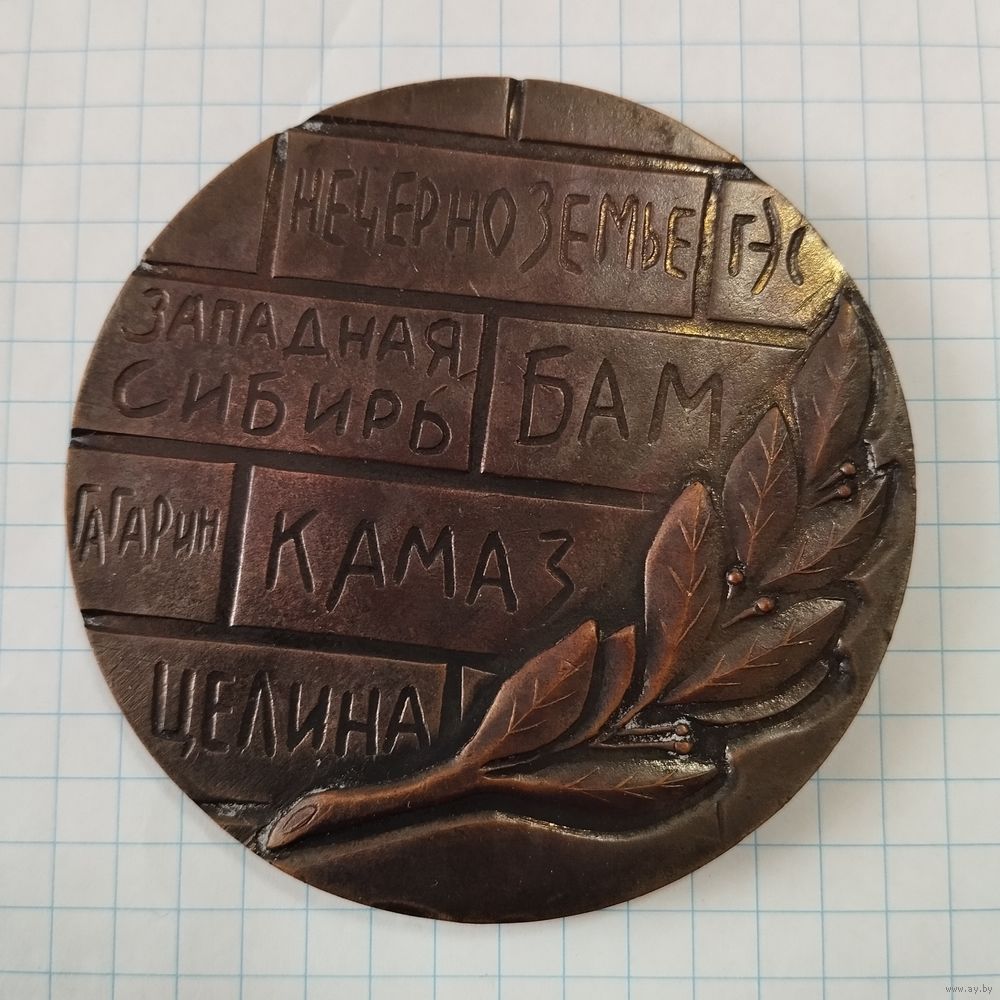 НЕЧЕРНОЗЕМЬЕ
ГЭС
ЗАПАДНАЯ
СИБИРЬ
БАМ
ГАГАРИН
КАМАЗ
ЦЕЛИНА
www.ay.by